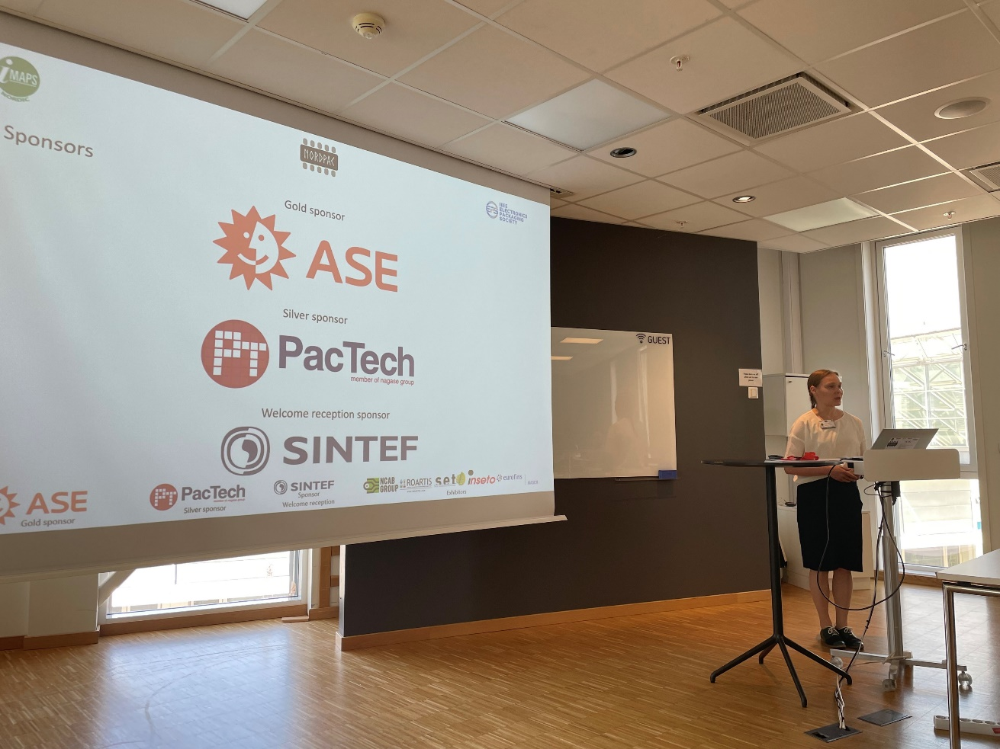 iMAPS
NORDIC
Sponsors
NORDPAC
IEEE
ELECTRONICS
PACKAGING
SOCIETY
EPS
Gold sponsor
ASE
Silver sponsor
PT PacTech
member of nagase group
Welcome reception sponsor
SINTEF
ASE
Gold sponsor
PacTech
Silver sponsor
SINTEF
Sponsor
Welcome reception
NCAB
GROUP
ROARTIS
set
inseto
eurofins
Exhibitors
GUEST